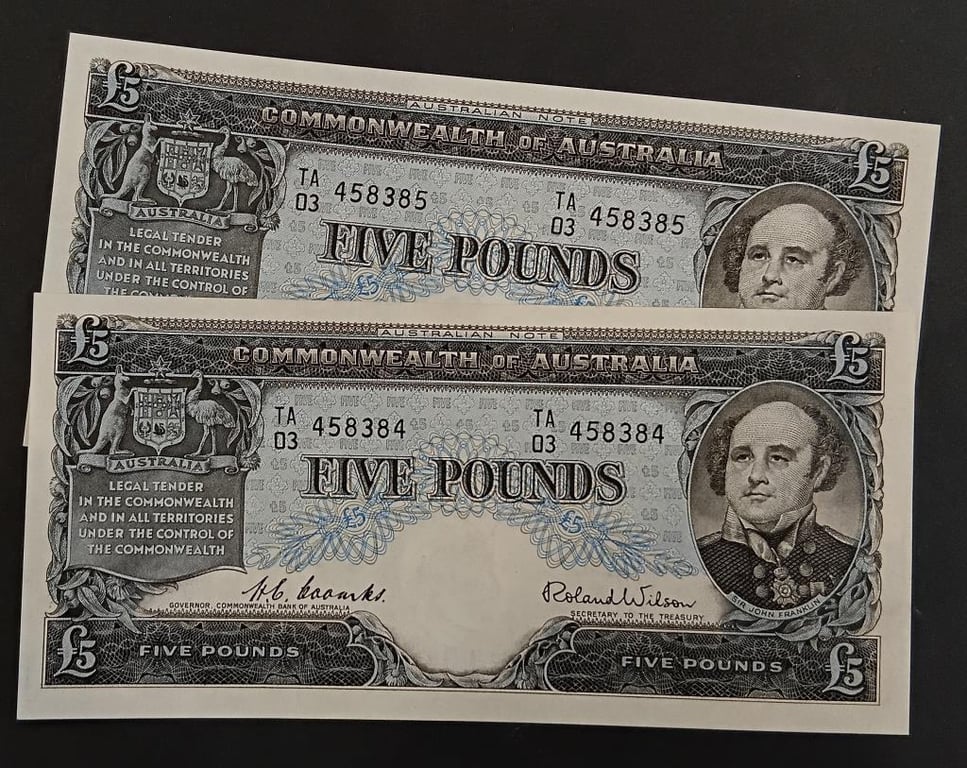 £5
AUSTRALIAN NOTE
£5
COMMONWEALTH OF AUSTRALIA
AUSTRALIA
TA
03 458385
TA
03 458385
FIVE POUNDS
LEGAL TENDER
IN THE COMMONWEALTH
AND IN ALL TERRITORIES
UNDER THE CONTROL OF
£5
£5
£5
AUSTRALIAN NOTE
£5
COMMONWEALTH OF AUSTRALIA
AUSTRALIA
TA
03 458384
TA
03 458384
FIVE POUNDS
£5
£5
LEGAL TENDER
IN THE COMMONWEALTH
AND IN ALL TERRITORIES
UNDER THE CONTROL OF
THE COMMONWEALTH
H.C. Coombs.
GOVERNOR, COMMONWEALTH BANK OF AUSTRALIA
Roland Wilson
SECRETARY TO THE TREASURY
SIR JOHN FRANKLIN
£5
FIVE POUNDS
FIVE POUNDS
£5